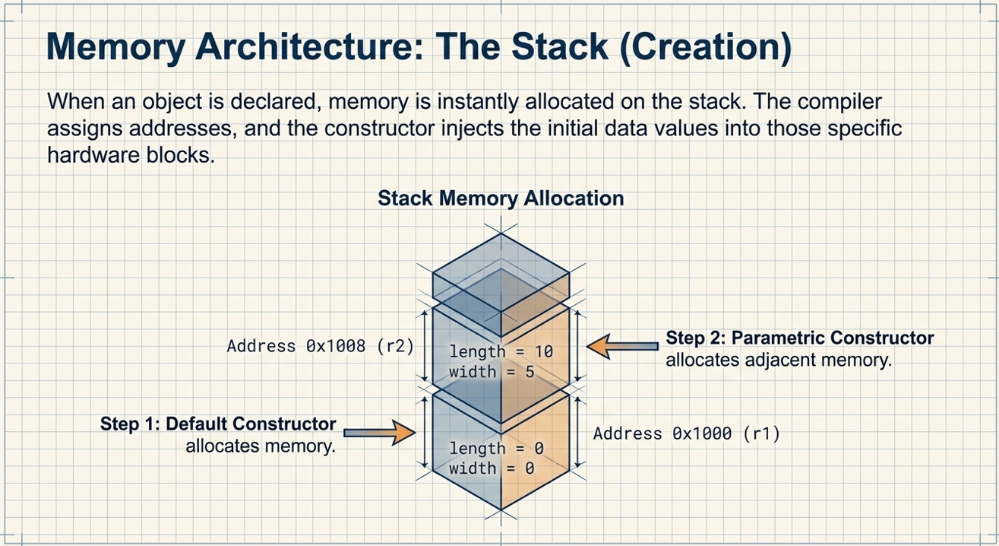 Memory Architecture: The Stack (Creation)
When an object is declared, memory is instantly allocated on the stack. The compiler
assigns addresses, and the constructor injects the initial data values into those specific
hardware blocks.
Stack Memory Allocation
Address 0x1008 (r2)
length = 10
width = 5
Step 2: Parametric Constructor
allocates adjacent memory.
Step 1: Default Constructor
allocates memory.
length = 0
width = 0
Address 0x1000 (r1)